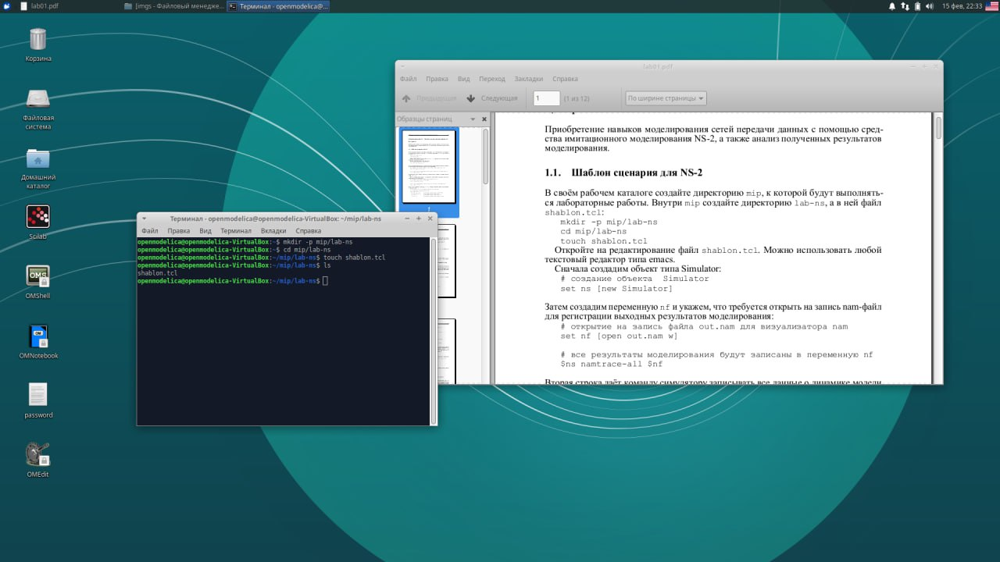 lab01.pdf
[imgs - Файловый менедже...
Терминал - openmodelica@...
15 фев, 22:33
Корзина
Файловая
система
Домашний
каталог
Scilab
OMS
OMShell
OMNotebook
password
OMEdit
lab01.pdf
Файл Правка Вид Переход Закладки Справка
Предыдущая Следующая 1 (1 из 12) По ширине страницы
Образцы страниц
1
Приобретение навыков моделирования сетей передачи данных с помощью сред-
ства имитационного моделирования NS-2, а также анализ полученных результатов
моделирования.
1.1. Шаблон сценария для NS-2
В своём рабочем каталоге создайте директорию mip, к которой будут выполнять-
ся лабораторные работы. Внутри mip создайте директорию lab-ns, а в ней файл
shablon.tcl:
mkdir -p mip/lab-ns
cd mip/lab-ns
touch shablon.tcl
Откройте на редактирование файл shablon.tcl. Можно использовать любой
текстовый редактор типа emacs.
Сначала создадим объект типа Simulator:
# создание объекта Simulator
set ns [new Simulator]
Затем создадим переменную nf и укажем, что требуется открыть на запись nam-файл
для регистрации выходных результатов моделирования:
# открытие на запись файла out.nam для визуализатора nam
set nf [open out.nam w]
# все результаты моделирования будут записаны в переменную nf
$ns namtrace-all $nf
Вторая строка даёт команду симулятору записывать все данные о динамике модели
Терминал - openmodelica@openmodelica-VirtualBox: ~/mip/lab-ns
Файл Правка Вид Терминал Вкладки Справка
openmodelica@openmodelica-VirtualBox:~$ mkdir -p mip/lab-ns
openmodelica@openmodelica-VirtualBox:~$ cd mip/lab-ns
openmodelica@openmodelica-VirtualBox:~/mip/lab-ns$ touch shablon.tcl
openmodelica@openmodelica-VirtualBox:~/mip/lab-ns$ ls
shablon.tcl
openmodelica@openmodelica-VirtualBox:~/mip/lab-ns$